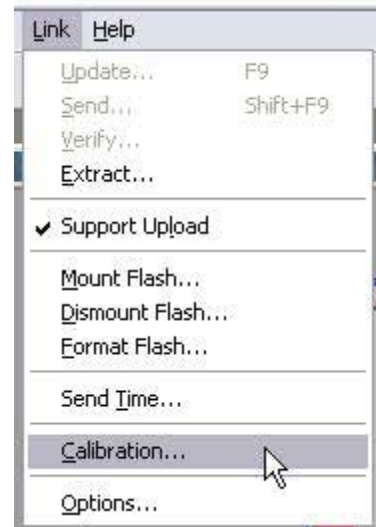 Link Help
Update... F9
Send... Shift+F9
Verify...
Extract...
Support Upload
Mount Flash...
Dismount Flash...
Format Flash...
Send Time...
Calibration...
Options...